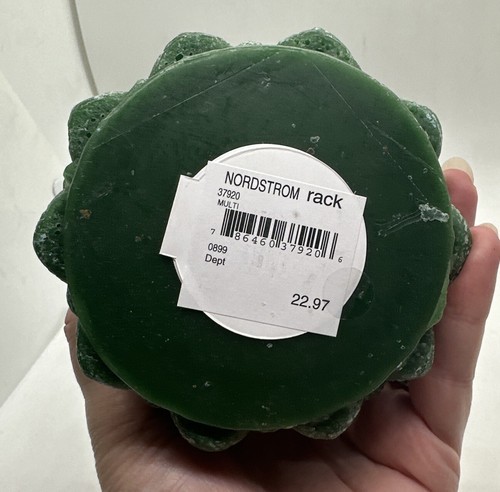 NORDSTROM rack
37920
MULTI
7 86460 37920 6
0899
Dept
22.97